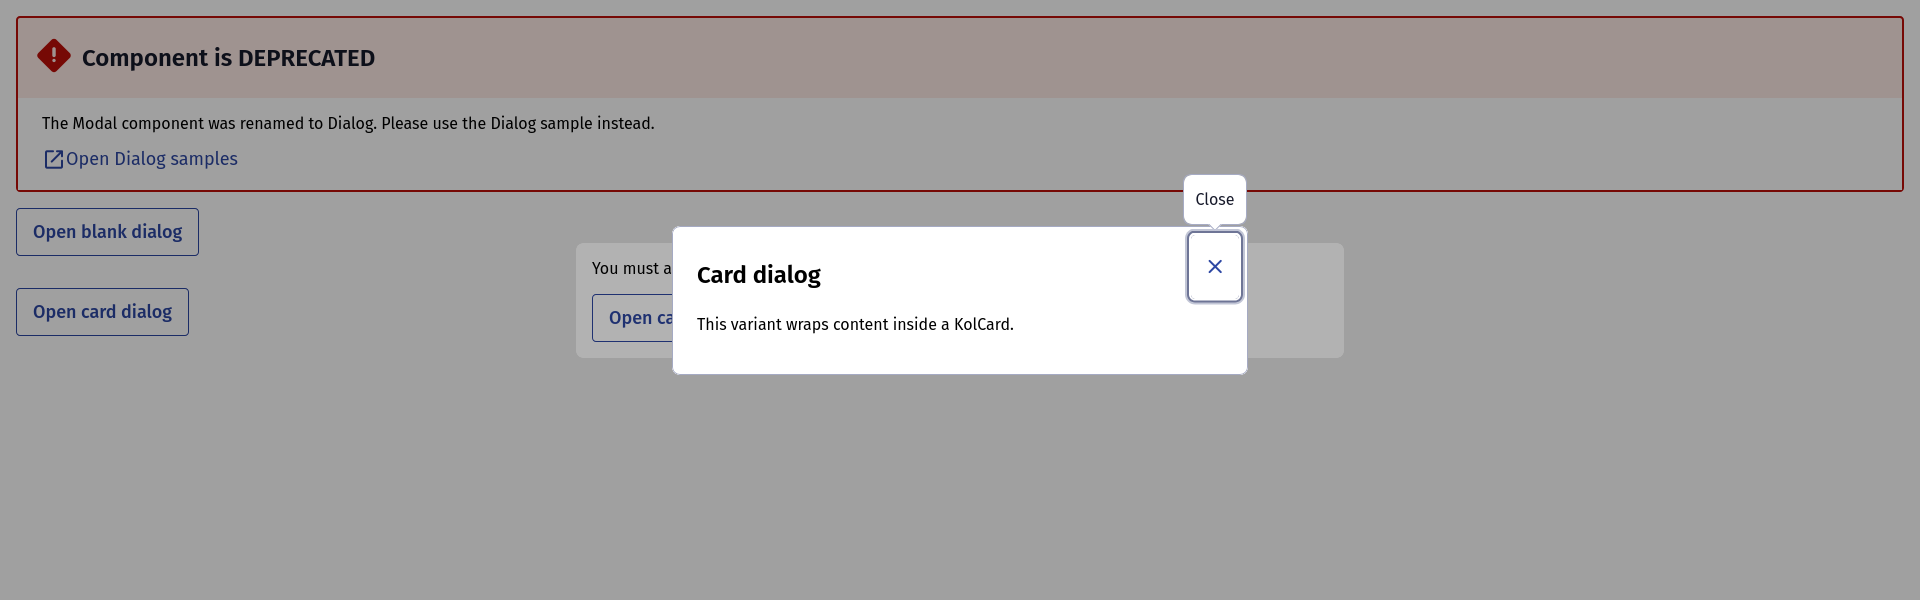 Component is DEPRECATED
The Modal component was renamed to Dialog. Please use the Dialog sample instead.
Open Dialog samples
Close
Open blank dialog
You must
Card dialog
Open card dialog
Open
This variant wraps content inside a KolCard.